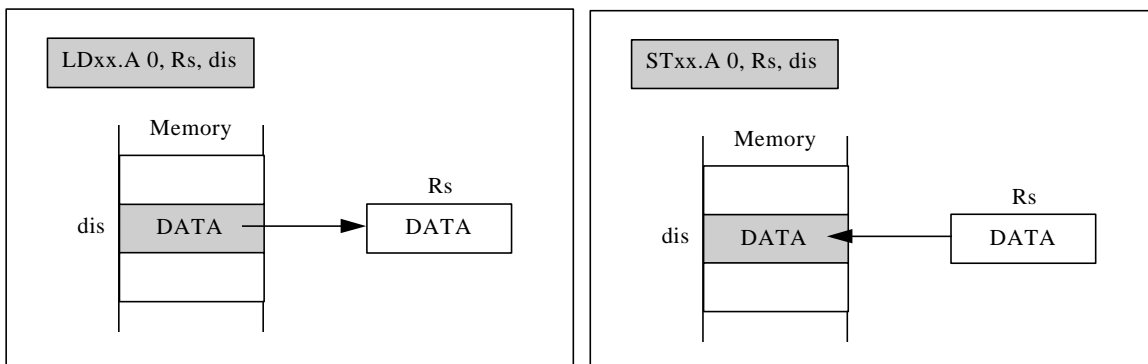 LDxx.A 0, Rs, dis
Memory
Rs
dis
DATA
DATA
STxx.A 0, Rs, dis
Memory
Rs
dis
DATA
DATA